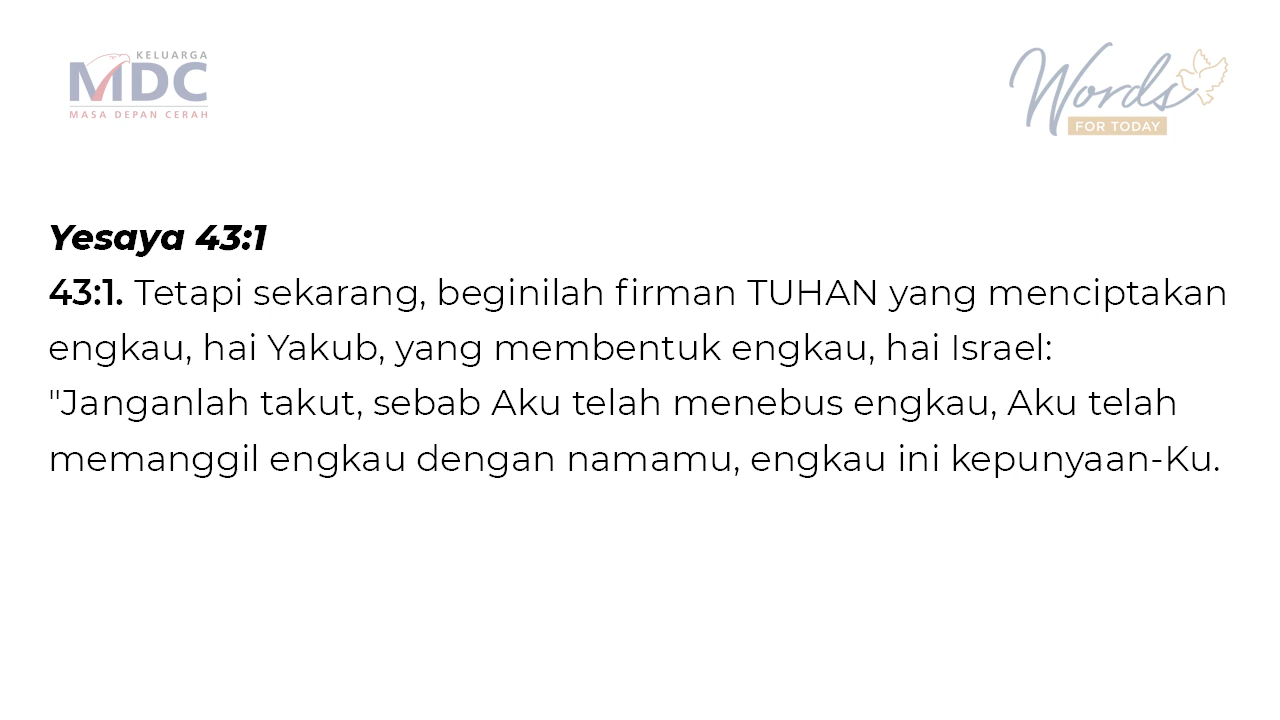 KELUARGA
MDC
MASA DEPAN CERAH
Words
FOR TODAY
Yesaya 43:1
43:1. Tetapi sekarang, beginilah firman TUHAN yang menciptakan
engkau, hai Yakub, yang membentuk engkau, hai Israel:
"Janganlah takut, sebab Aku telah menebus engkau, Aku telah
memanggil engkau dengan namamu, engkau ini kepunyaan-Ku.